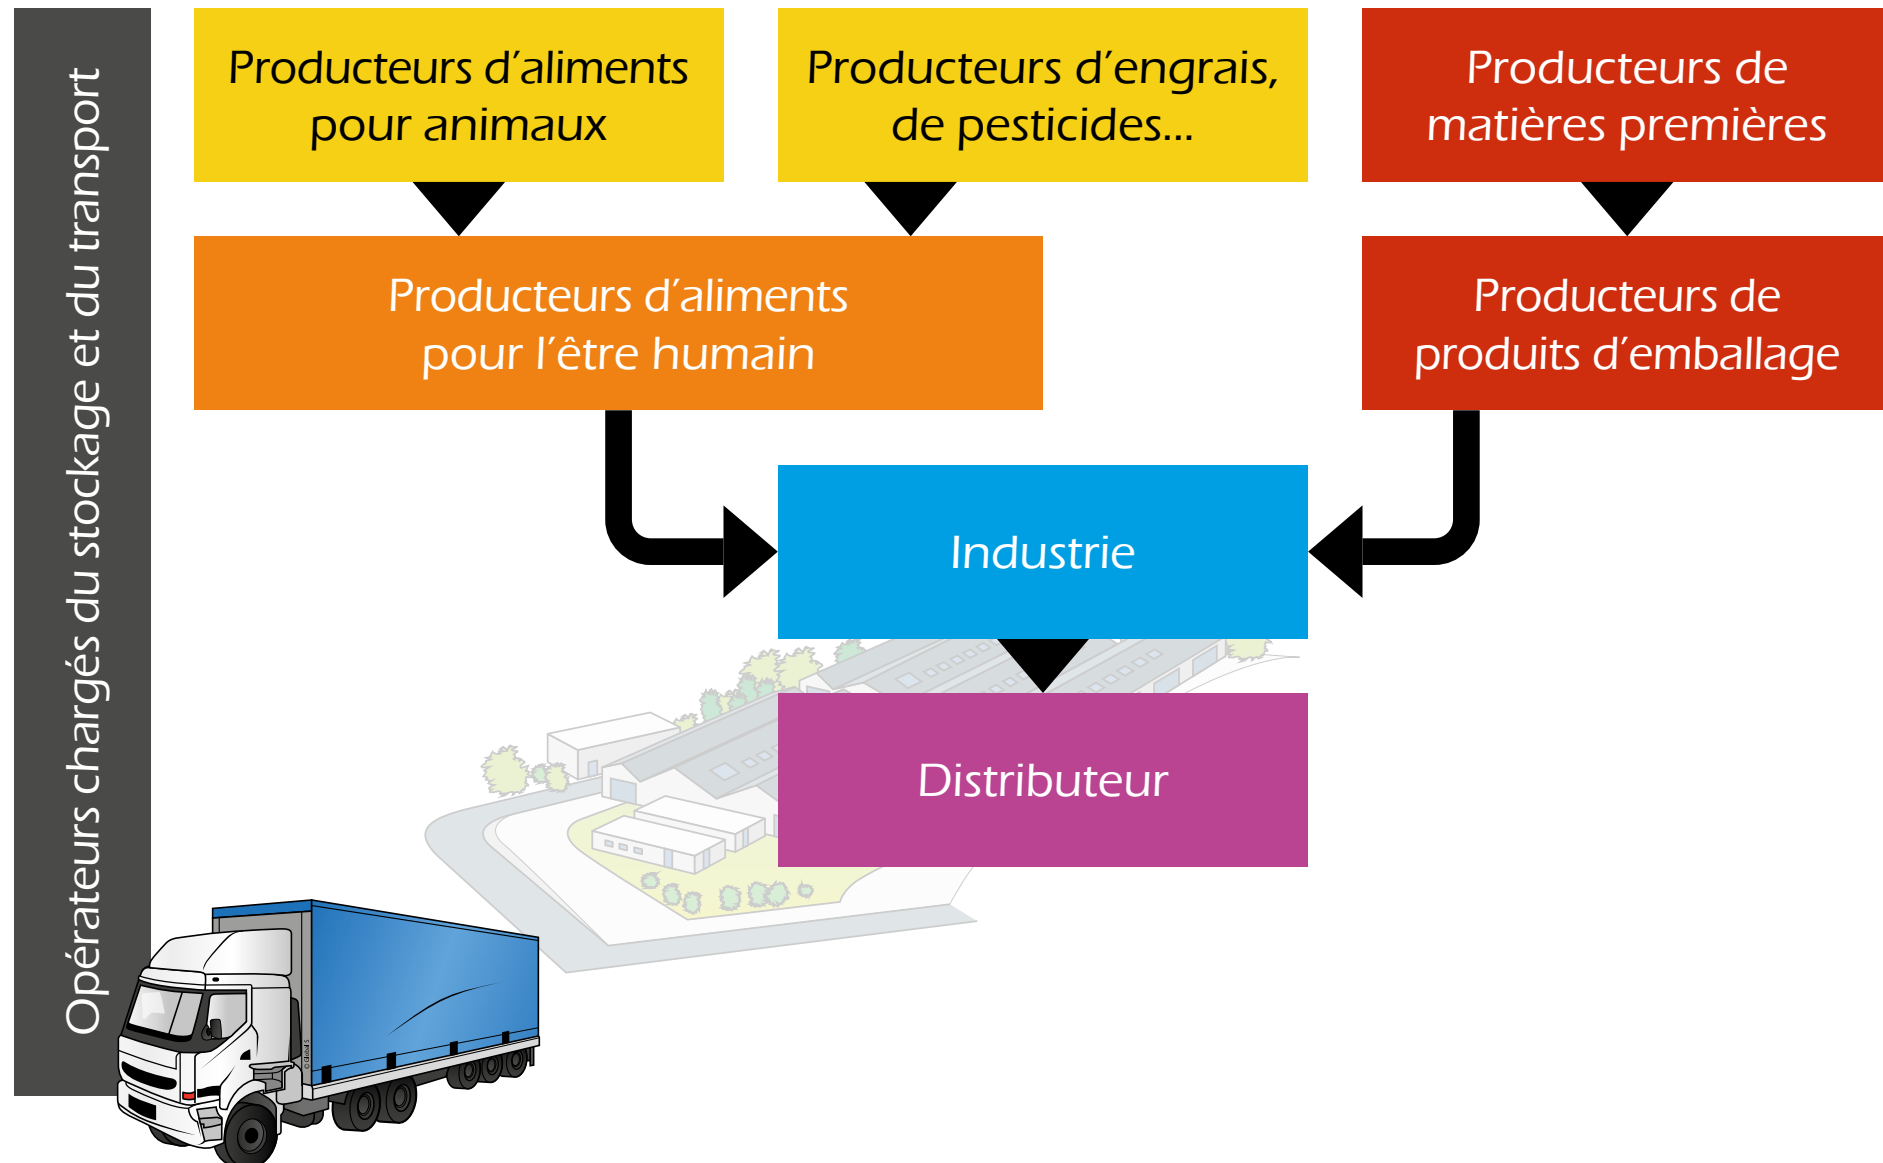 Opérateurs chargés du stockage et du transport
Producteurs d’aliments
pour animaux
Producteurs d’engrais,
de pesticides...
Producteurs de
matières premières
Producteurs d’aliments
pour l’être humain
Producteurs de
produits d’emballage
Industrie
Distributeur
© Global S